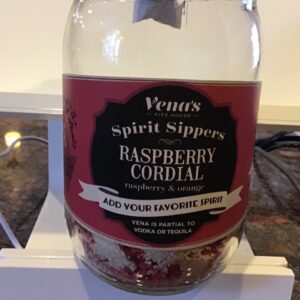 Vena's
FIZZ HOUSE
Spirit Sippers
RASPBERRY
CORDIAL
raspberry & orange
ADD YOUR FAVORITE SPIRIT
VENA IS PARTIAL TO
VODKA OR TEQUILA